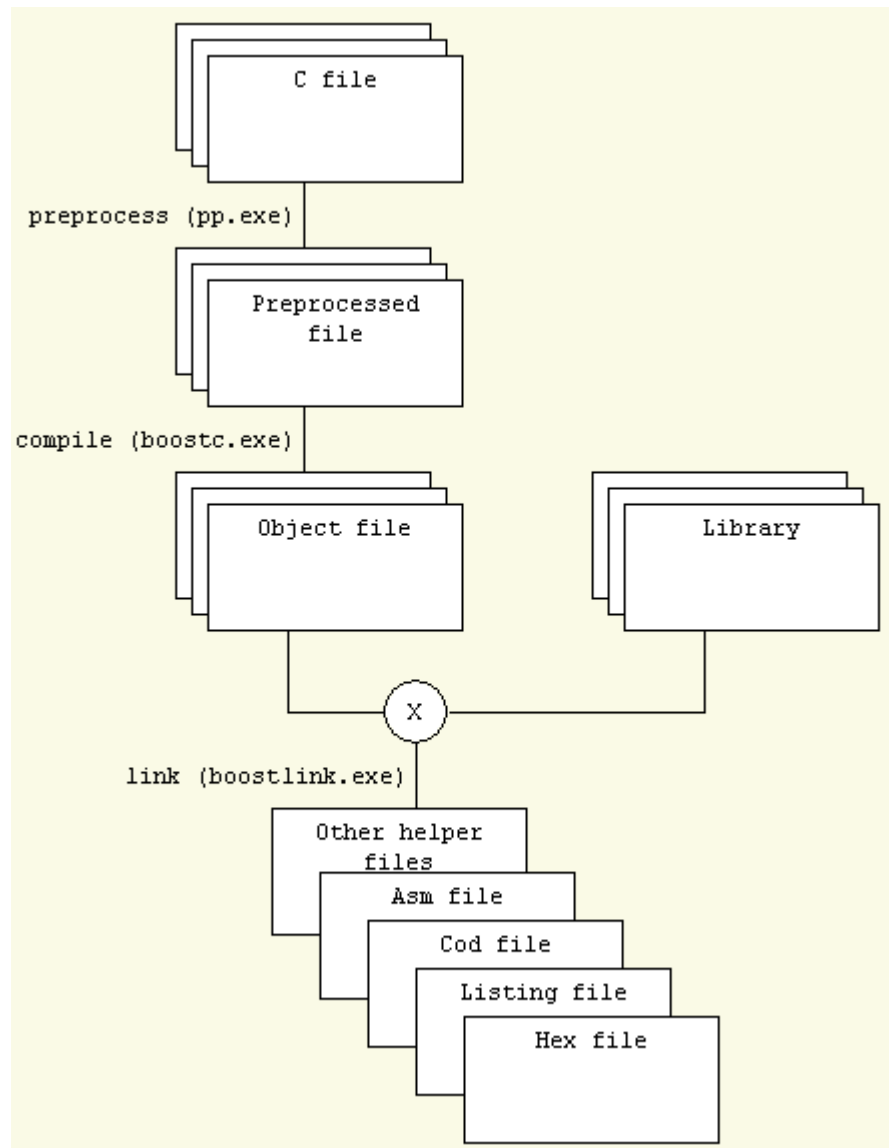 C file
preprocess (pp.exe)
Preprocessed
file
compile (boostc.exe)
Object file
Library
X
link (boostlink.exe)
Other helper
files
Asm file
Cod file
Listing file
Hex file